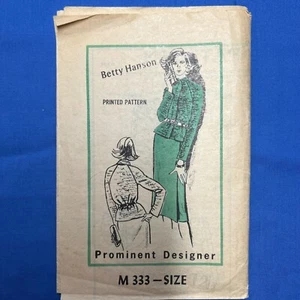 Betty Hanson
PRINTED PATTERN
Prominent Designer
M 333—SIZE